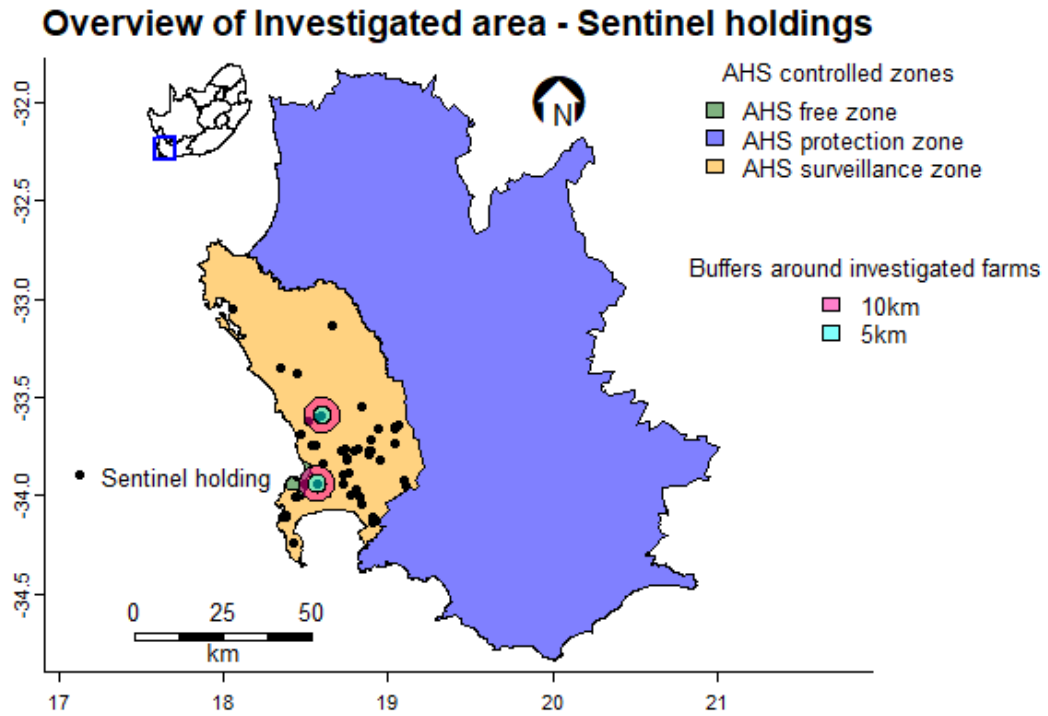 Overview of Investigated area - Sentinel holdings
AHS controlled zones
AHS free zone
AHS protection zone
AHS surveillance zone
N
Buffers around investigated farms
10km
5km
Sentinel holding
0 25 50
km
-32.0
-32.5
-33.0
-33.5
-34.0
-34.5
17 18 19 20 21